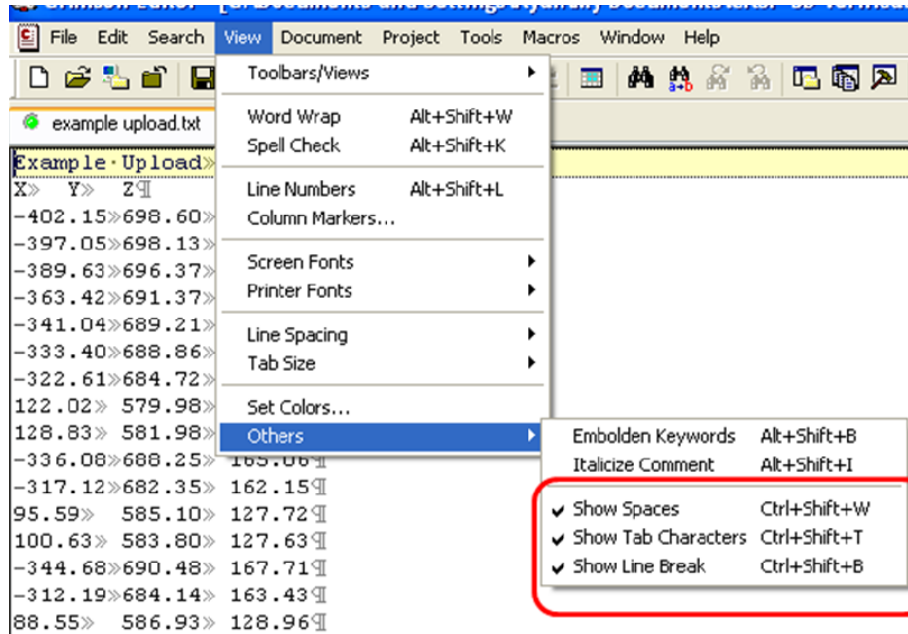 File Edit Search View Document Project Tools Macros Window Help
example upload.txt
Toolbars/Views
Word Wrap Alt+Shift+W
Spell Check Alt+Shift+K
Line Numbers Alt+Shift+L
Column Markers...
Screen Fonts
Printer Fonts
Line Spacing
Tab Size
Set Colors...
Others
Embolden Keywords Alt+Shift+B
Italicize Comment Alt+Shift+I
Show Spaces Ctrl+Shift+W
Show Tab Characters Ctrl+Shift+T
Show Line Break Ctrl+Shift+B
Example·Upload»
X» Y» Z¶
-402.15»698.60»
-397.05»698.13»
-389.63»696.37»
-363.42»691.37»
-341.04»689.21»
-333.40»688.86»
-322.61»684.72»
122.02» 579.98»
128.83» 581.98»
-336.08»688.25» 165.06¶
-317.12»682.35» 162.15¶
95.59» 585.10» 127.72¶
100.63» 583.80» 127.63¶
-344.68»690.48» 167.71¶
-312.19»684.14» 163.43¶
88.55» 586.93» 128.96¶